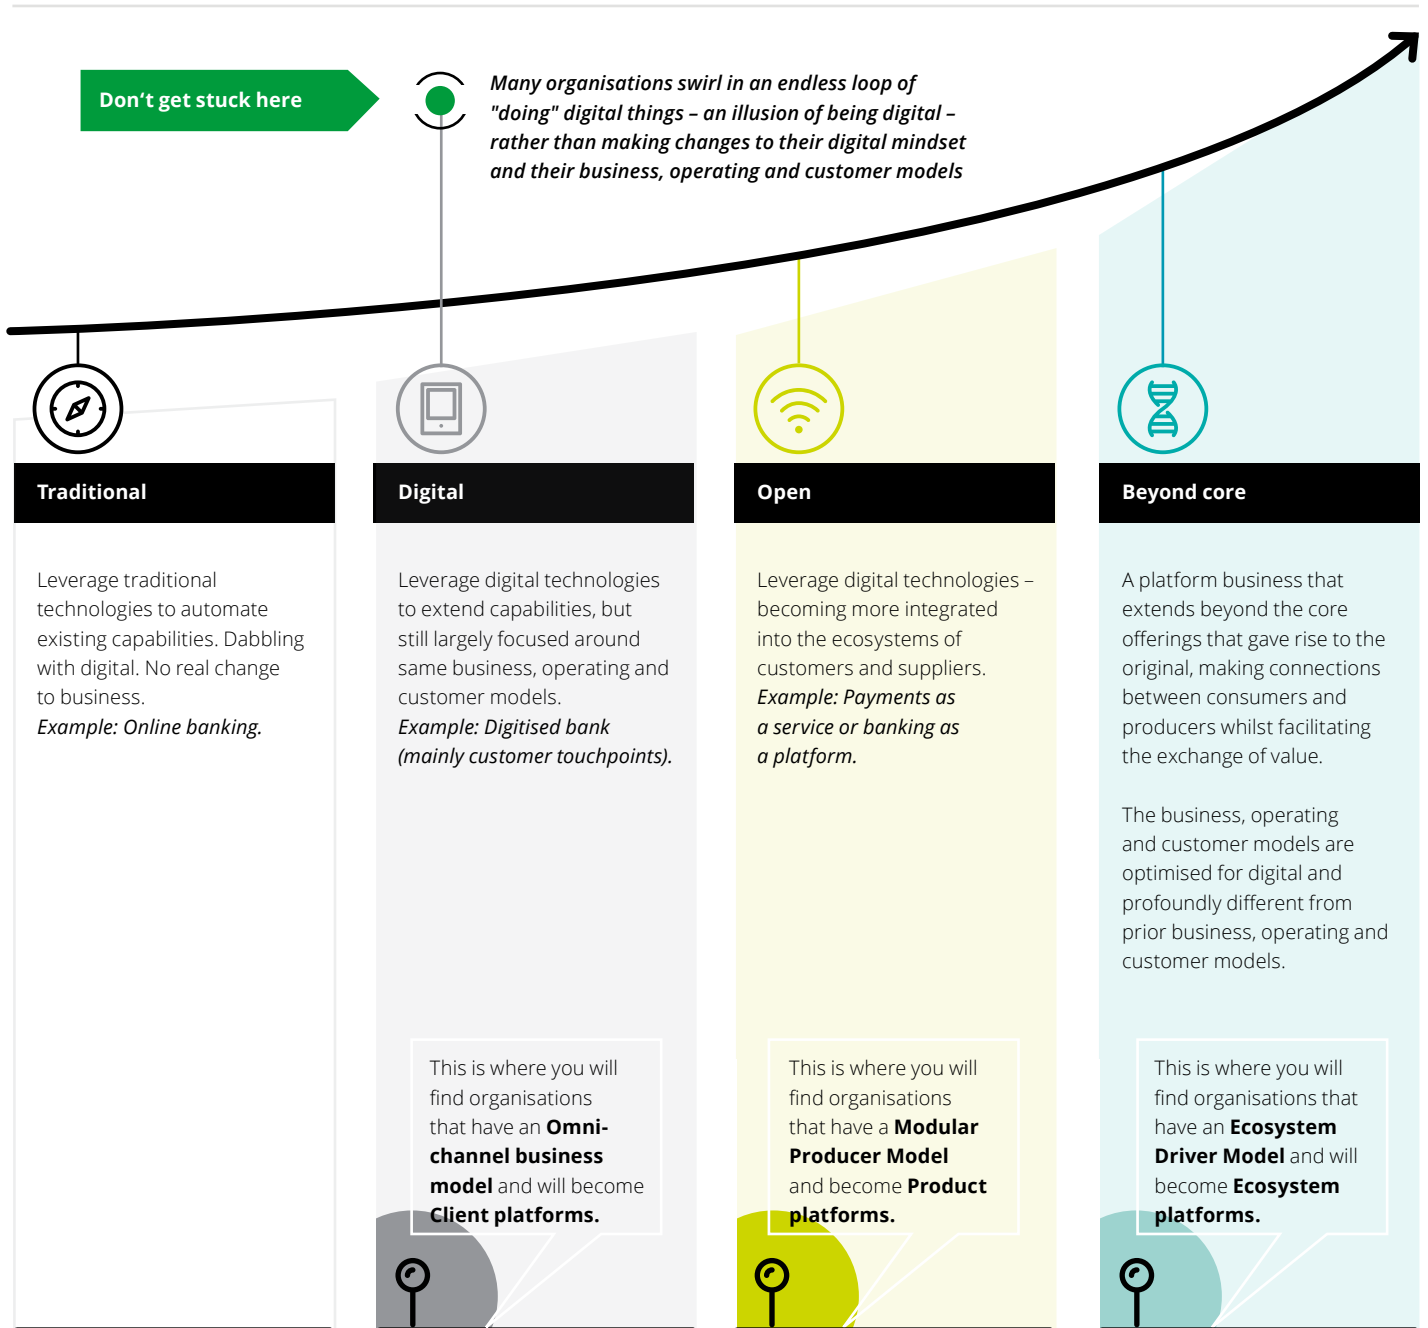 Don't get stuck here
Many organisations swirl in an endless loop of
"doing" digital things – an illusion of being digital –
rather than making changes to their digital mindset
and their business, operating and customer models
Traditional
Leverage traditional
technologies to automate
existing capabilities. Dabbling
with digital. No real change
to business.
Example: Online banking.
Digital
Leverage digital technologies
to extend capabilities, but
still largely focused around
same business, operating and
customer models.
Example: Digitised bank
(mainly customer touchpoints).
This is where you will
find organisations
that have an Omni-
channel business
model and will become
Client platforms.
Open
Leverage digital technologies –
becoming more integrated
into the ecosystems of
customers and suppliers.
Example: Payments as
a service or banking as
a platform.
This is where you will
find organisations
that have a Modular
Producer Model
and become Product
platforms.
Beyond core
A platform business that
extends beyond the core
offerings that gave rise to the
original, making connections
between consumers and
producers whilst facilitating
the exchange of value.
The business, operating
and customer models are
optimised for digital and
profoundly different from
prior business, operating and
customer models.
This is where you will
find organisations that
have an Ecosystem
Driver Model and will
become Ecosystem
platforms.